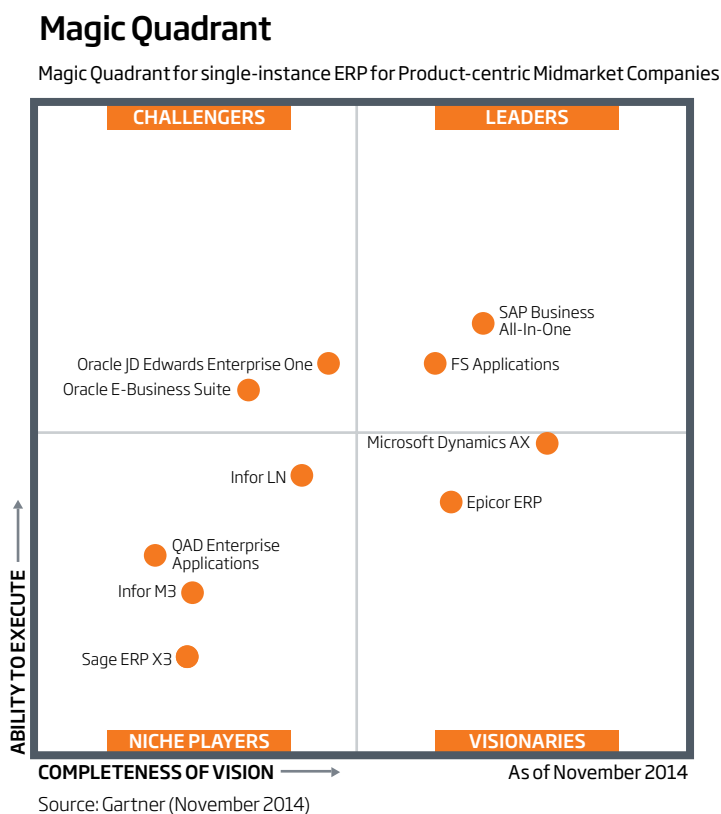 Magic Quadrant
Magic Quadrant for single-instance ERP for Product-centric Midmarket Companies
CHALLENGERS
LEADERS
SAP Business
All-In-One
Oracle JD Edwards Enterprise One
FS Applications
Oracle E-Business Suite
Microsoft Dynamics AX
Infor LN
Epicor ERP
QAD Enterprise
Applications
Infor M3
Sage ERP X3
ABILITY TO EXECUTE
NICHE PLAYERS
VISIONARIES
COMPLETENESS OF VISION
As of November 2014
Source: Gartner (November 2014)